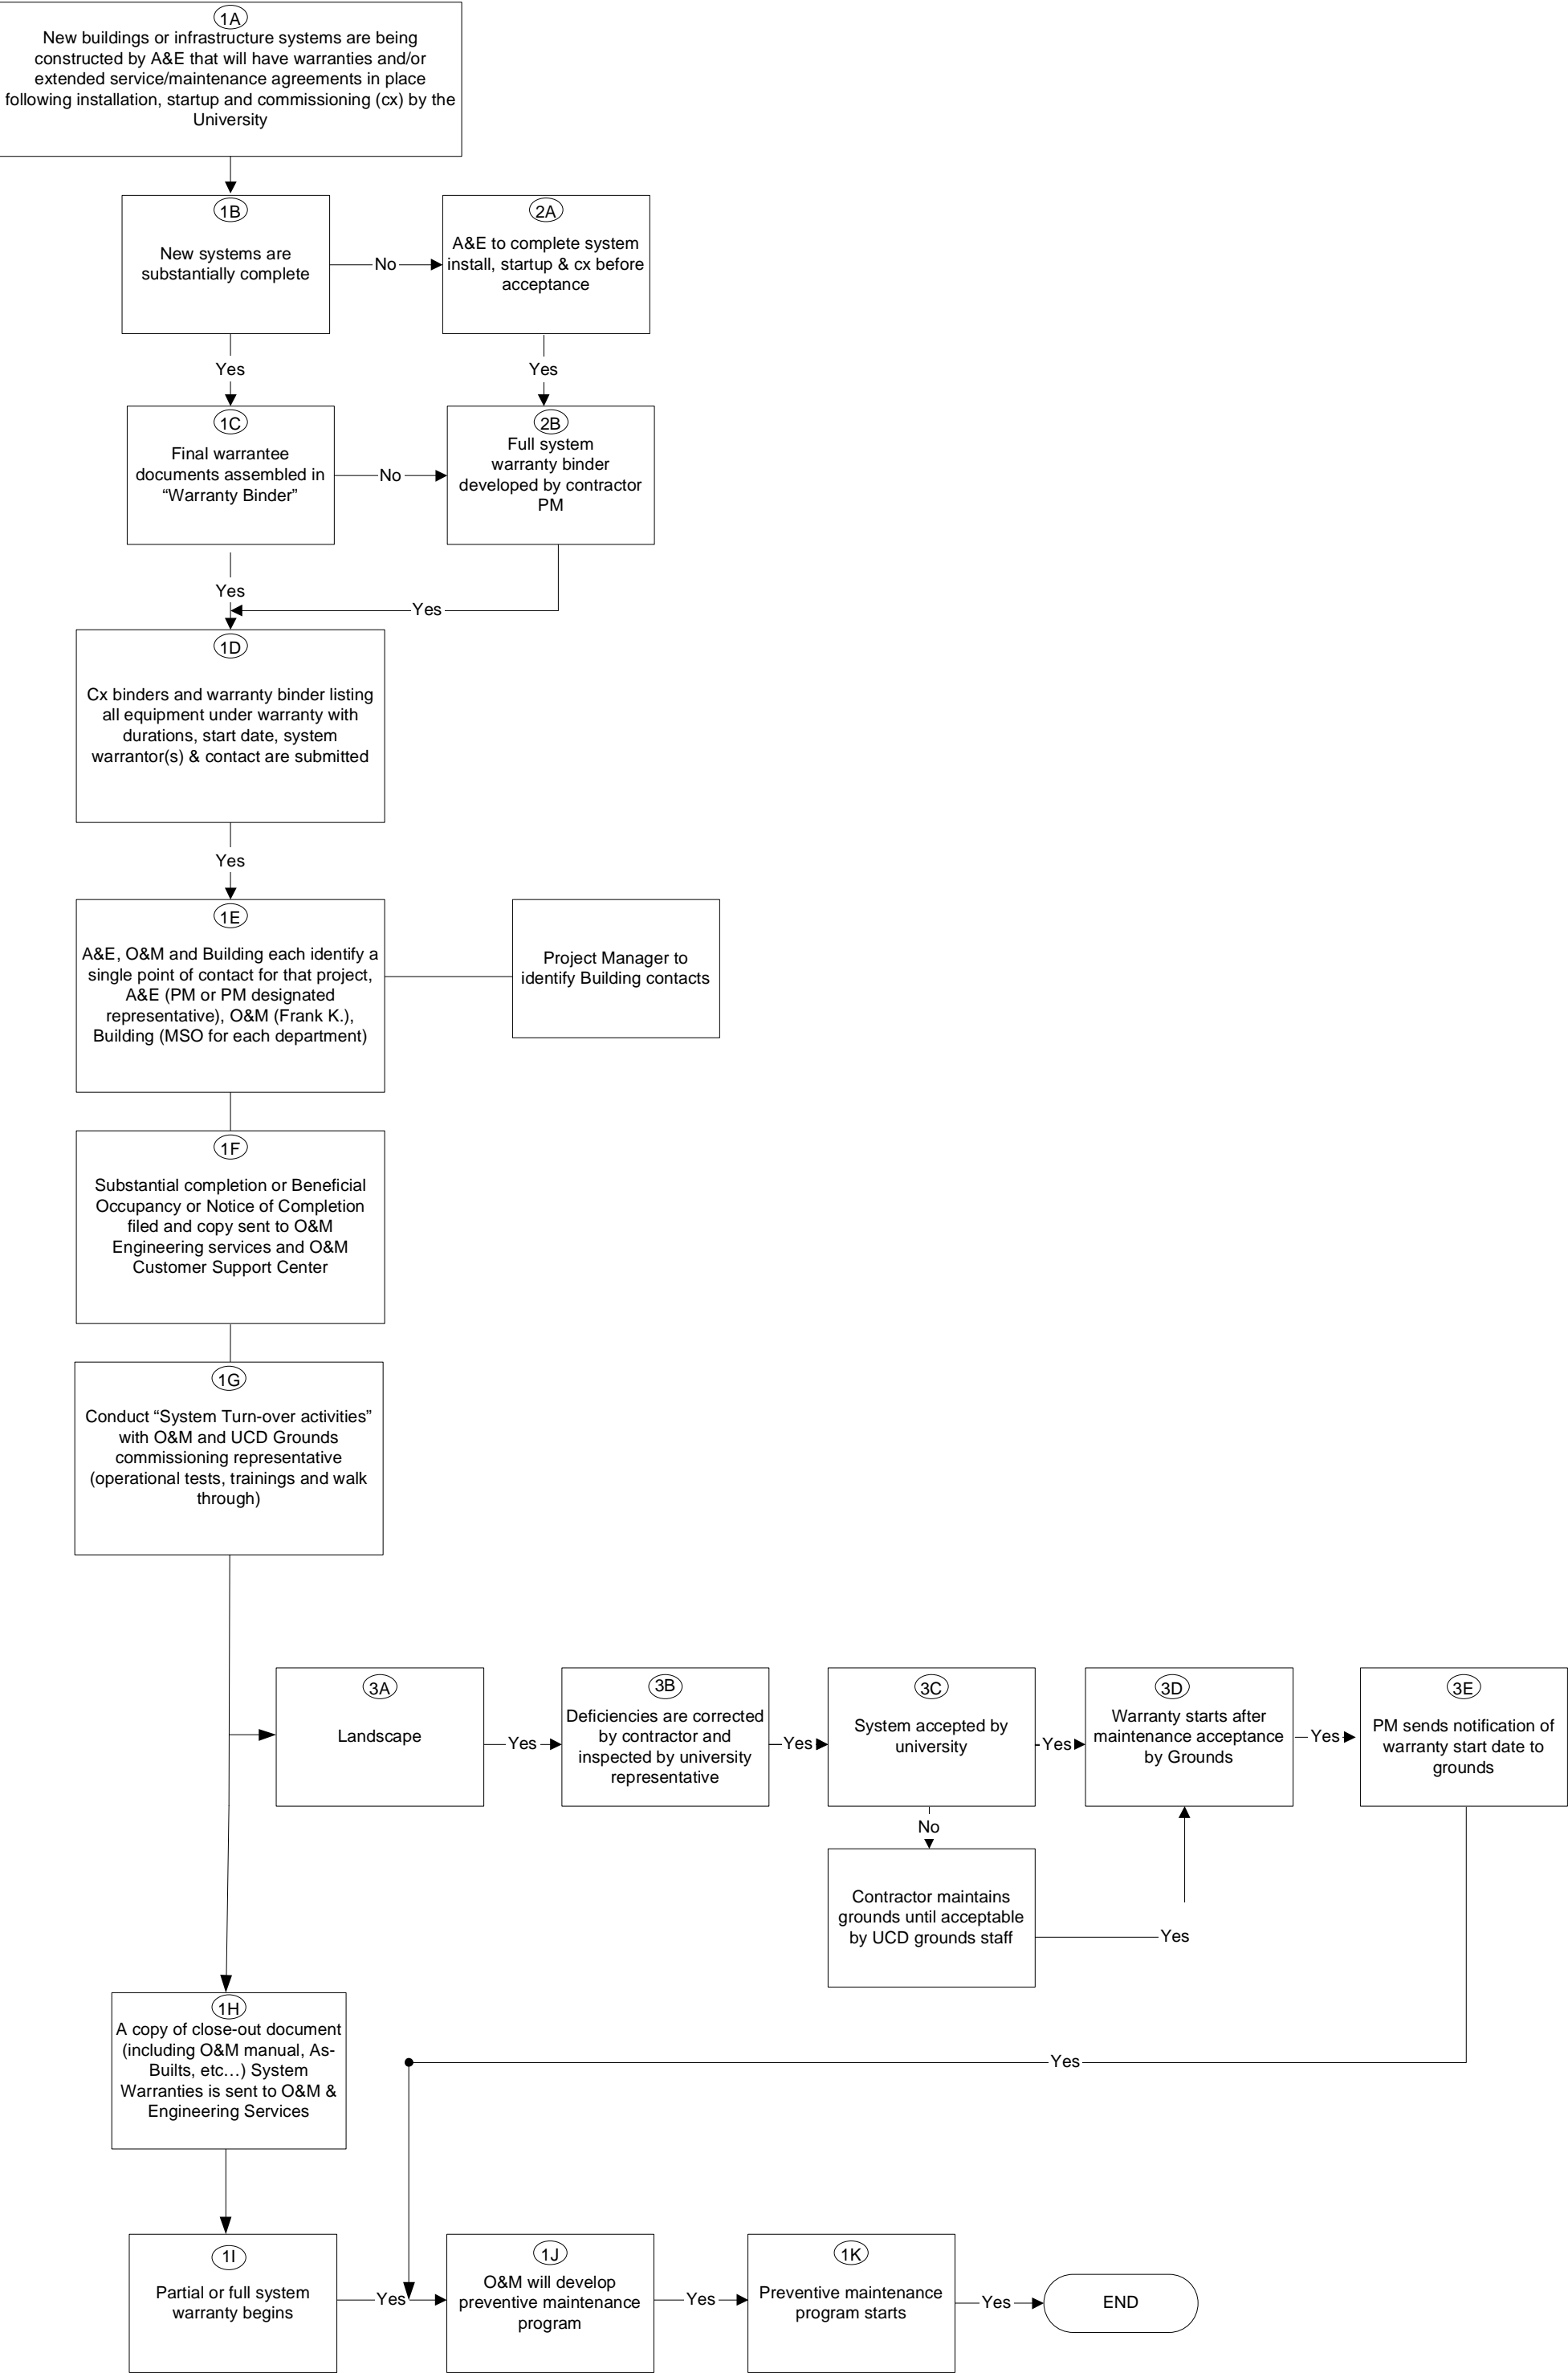 1A
New buildings or infrastructure systems are being
constructed by A&E that will have warranties and/or
extended service/maintenance agreements in place
following installation, startup and commissioning (cx) by the
University
1B
New systems are
substantially complete
No
2A
A&E to complete system
install, startup & cx before
acceptance
Yes
Yes
1C
Final warrantee
documents assembled in
“Warranty Binder”
No
2B
Full system
warranty binder
developed by contractor
PM
Yes
Yes
1D
Cx binders and warranty binder listing
all equipment under warranty with
durations, start date, system
warrantor(s) & contact are submitted
Yes
1E
A&E, O&M and Building each identify a
single point of contact for that project,
A&E (PM or PM designated
representative), O&M (Frank K.),
Building (MSO for each department)
Project Manager to
identify Building contacts
1F
Substantial completion or Beneficial
Occupancy or Notice of Completion
filed and copy sent to O&M
Engineering services and O&M
Customer Support Center
1G
Conduct “System Turn-over activities”
with O&M and UCD Grounds
commissioning representative
(operational tests, trainings and walk
through)
3A
Landscape
Yes
3B
Deficiencies are corrected
by contractor and
inspected by university
representative
Yes
3C
System accepted by
university
Yes
3D
Warranty starts after
maintenance acceptance
by Grounds
Yes
3E
PM sends notification of
warranty start date to
grounds
No
Contractor maintains
grounds until acceptable
by UCD grounds staff
Yes
1H
A copy of close-out document
(including O&M manual, As-
Builts, etc…) System
Warranties is sent to O&M &
Engineering Services
Yes
1I
Partial or full system
warranty begins
Yes
1J
O&M will develop
preventive maintenance
program
Yes
1K
Preventive maintenance
program starts
Yes
END